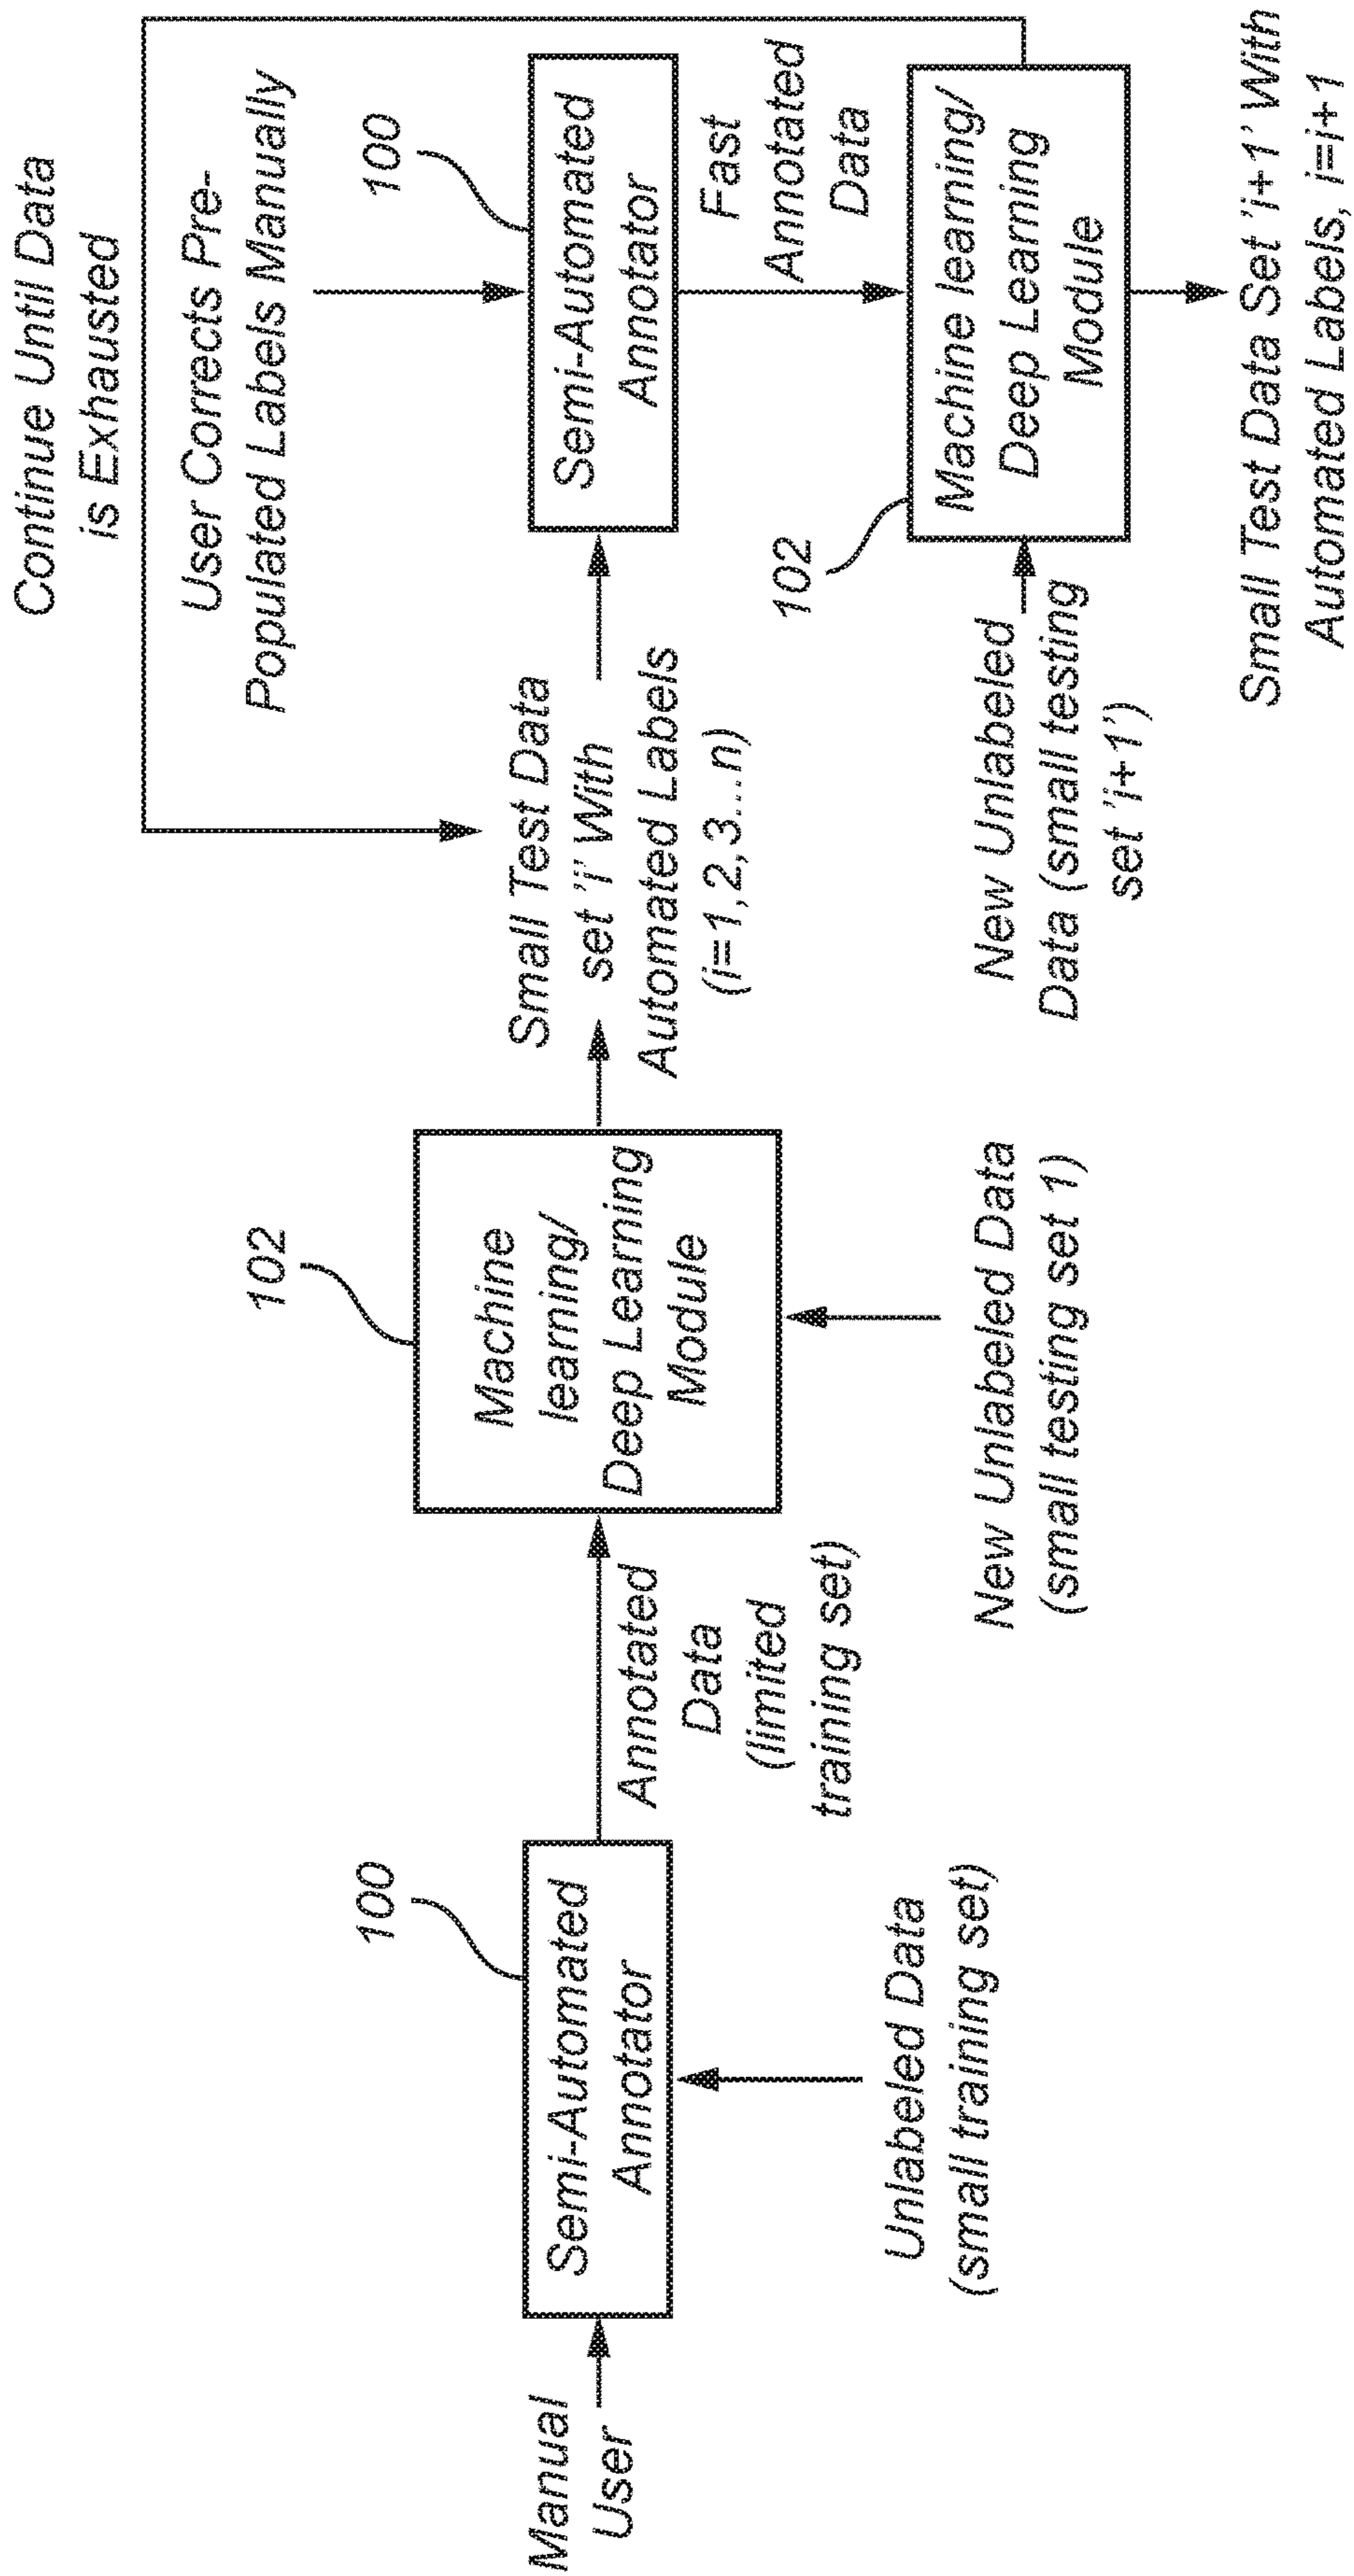 Manual
User
100
Semi-Automated
Annotator
Unlabeled Data
(small training set)
Annotated
Data
(limited
training set)
102
Machine
learning/
Deep Learning
Module
New Unlabeled Data
(small testing set 1)
Small Test Data
set 'i' With
Automated Labels
(i=1,2,3...n)
Continue Until Data
is Exhausted
User Corrects Pre-
Populated Labels Manually
100
Semi-Automated
Annotator
Fast
Annotated
Data
102
Machine learning/
Deep Learning
Module
New Unlabeled
Data (small testing
set 'i+1')
Small Test Data Set 'i+1' With
Automated Labels, i=i+1